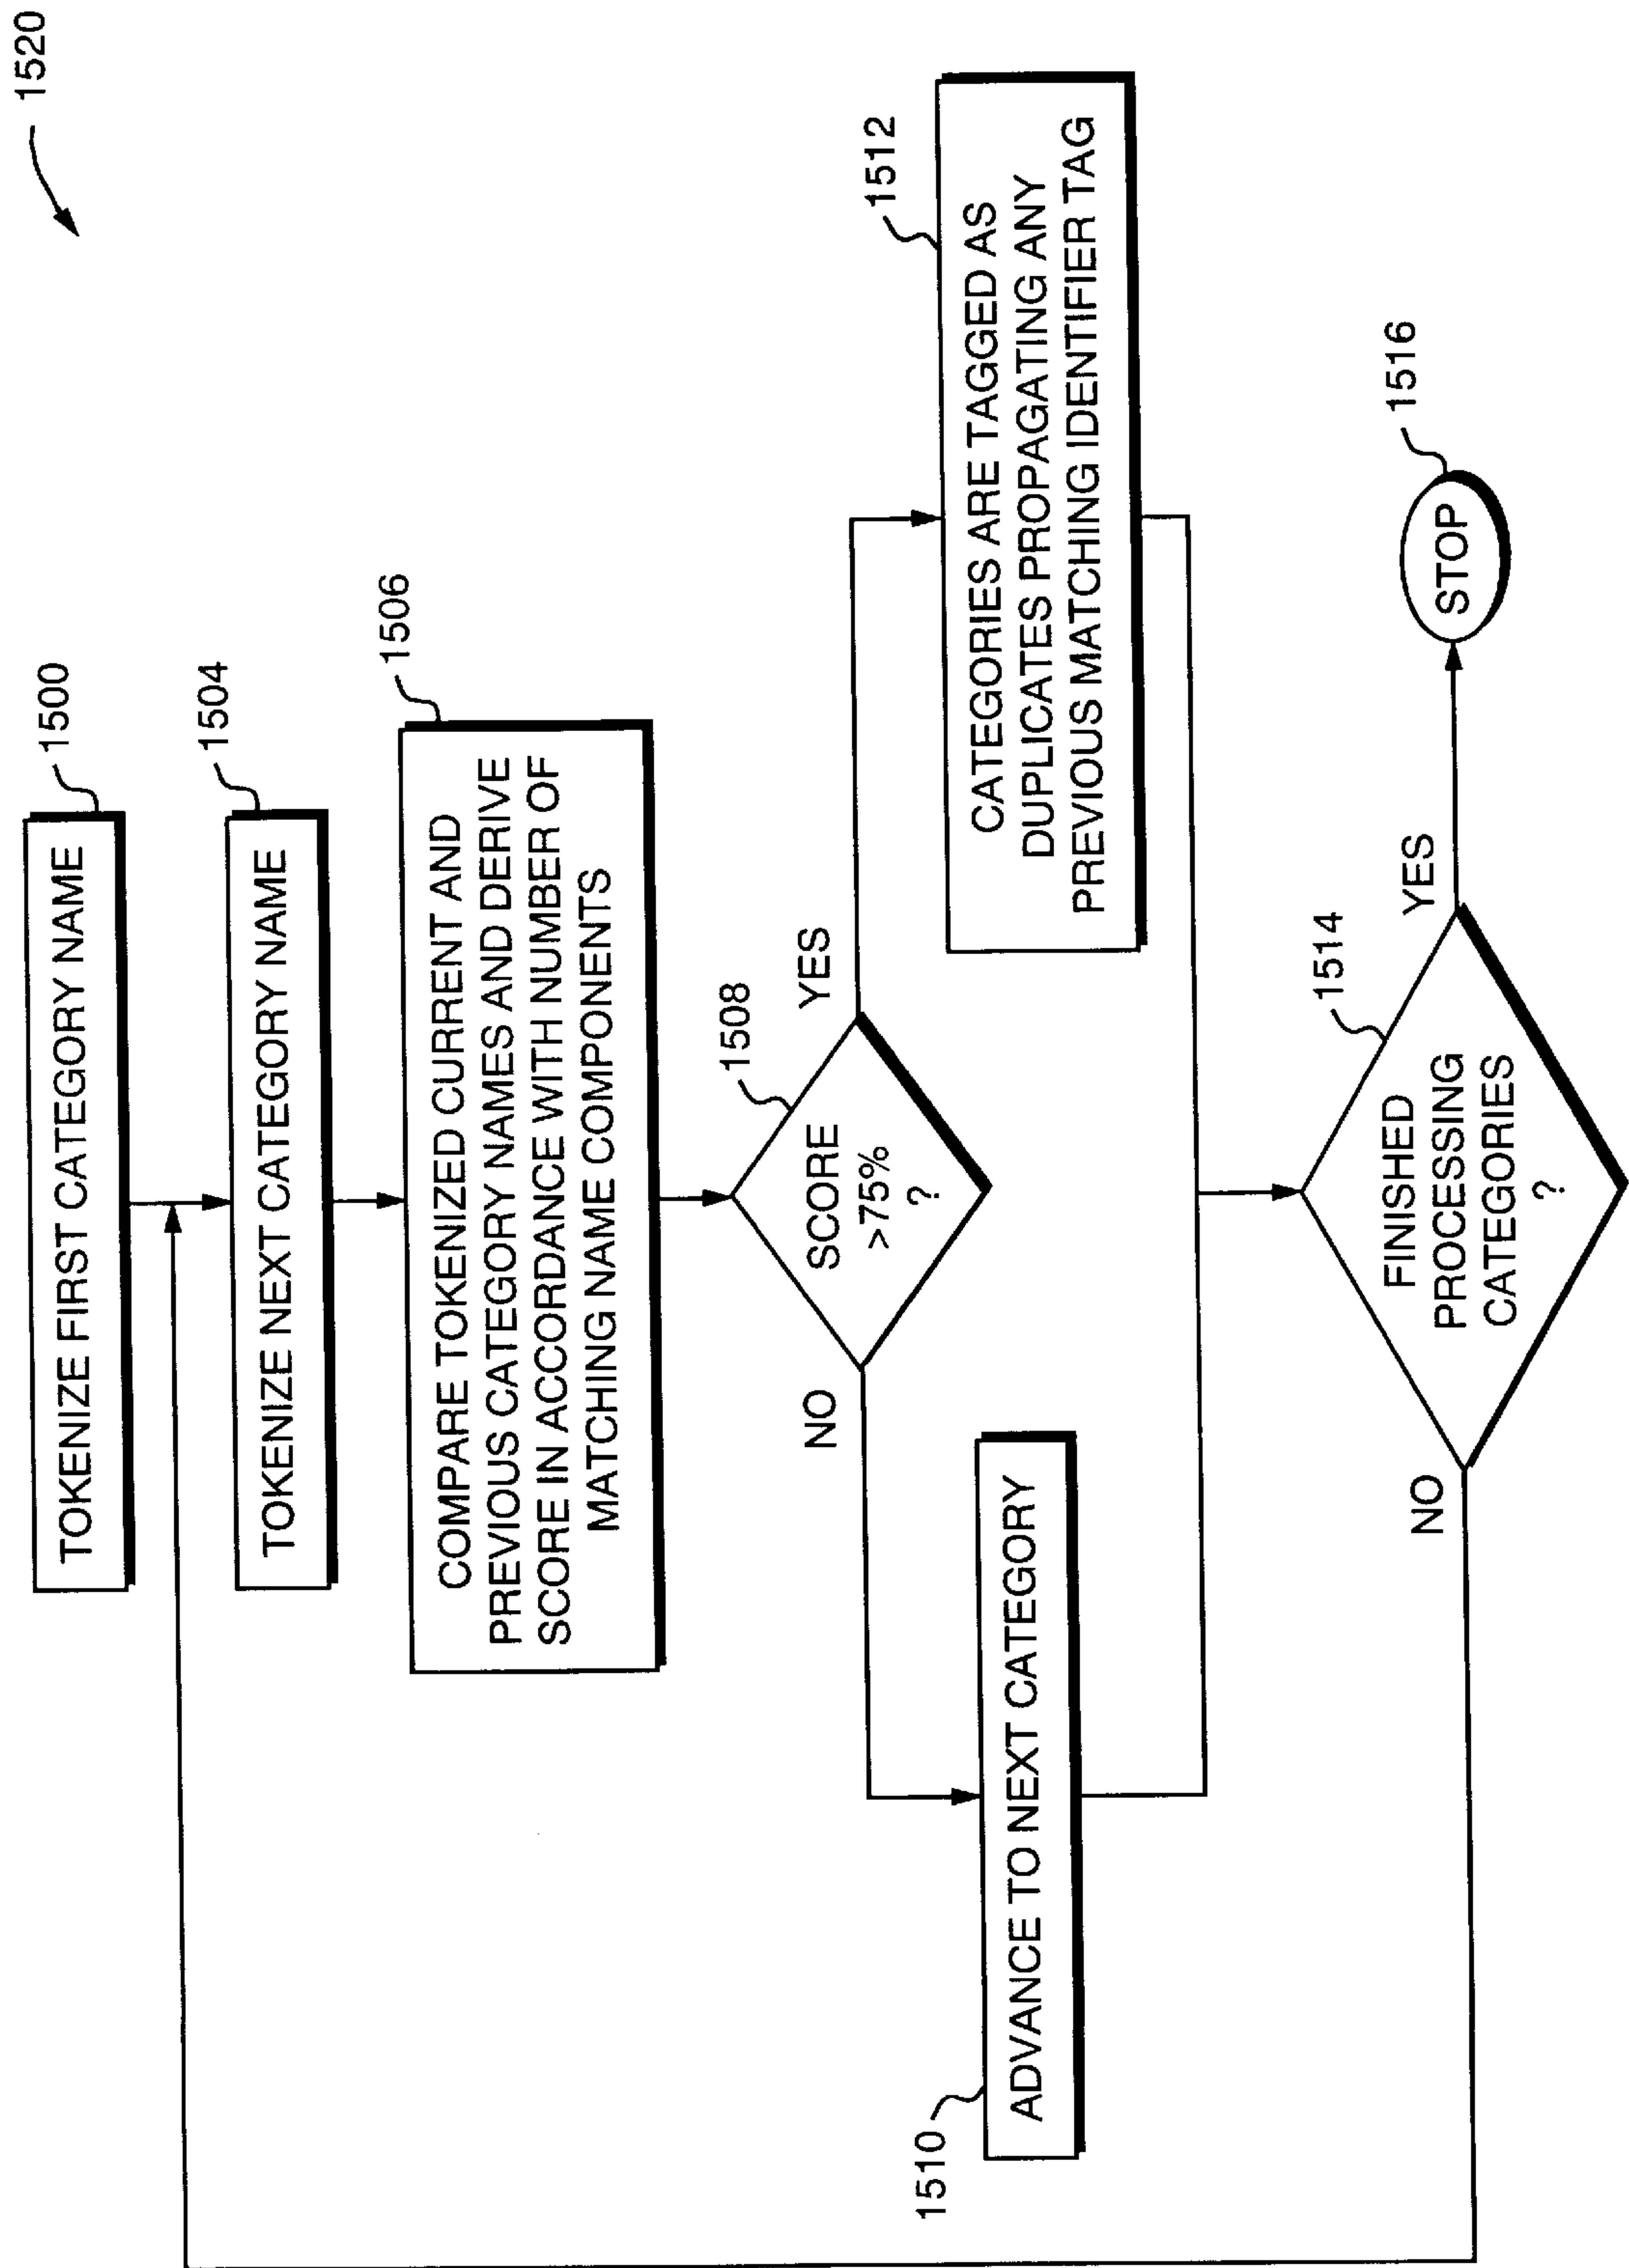 1520
TOKENIZE FIRST CATEGORY NAME
1500
TOKENIZE NEXT CATEGORY NAME
1504
COMPARE TOKENIZED CURRENT AND
PREVIOUS CATEGORY NAMES AND DERIVE
SCORE IN ACCORDANCE WITH NUMBER OF
MATCHING NAME COMPONENTS
1506
SCORE
>75%
?
1508
NO
YES
ADVANCE TO NEXT CATEGORY
1510
CATEGORIES ARE TAGGED AS
DUPLICATES PROPAGATING ANY
PREVIOUS MATCHING IDENTIFIER TAG
1512
FINISHED
PROCESSING
CATEGORIES
?
1514
NO
YES
STOP
1516